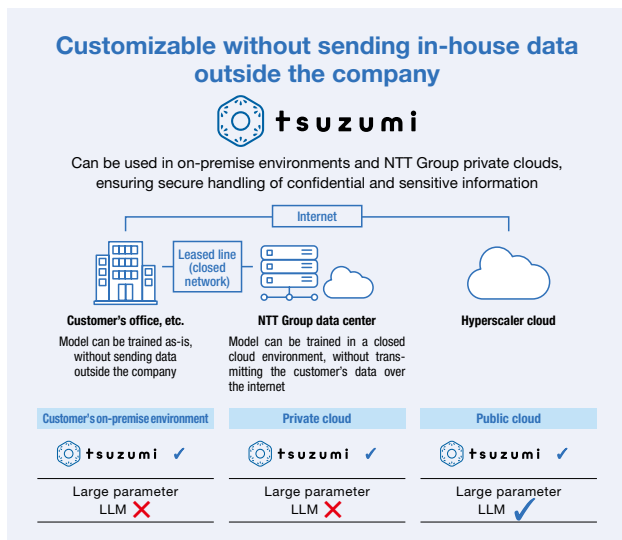 Customizable without sending in-house data
outside the company
tsuzumi
Can be used in on-premise environments and NTT Group private clouds,
ensuring secure handling of confidential and sensitive information
Internet
Leased line
(closed
network)
Customer's office, etc.
Model can be trained as-is,
without sending data
outside the company
NTT Group data center
Model can be trained in a closed
cloud environment, without trans-
mitting the customer's data over
the internet
Hyperscaler cloud
Customer's on-premise environment
tsuzumi ✓
Large parameter
LLM ✕
Private cloud
tsuzumi ✓
Large parameter
LLM ✕
Public cloud
tsuzumi ✓
Large parameter
LLM ✓